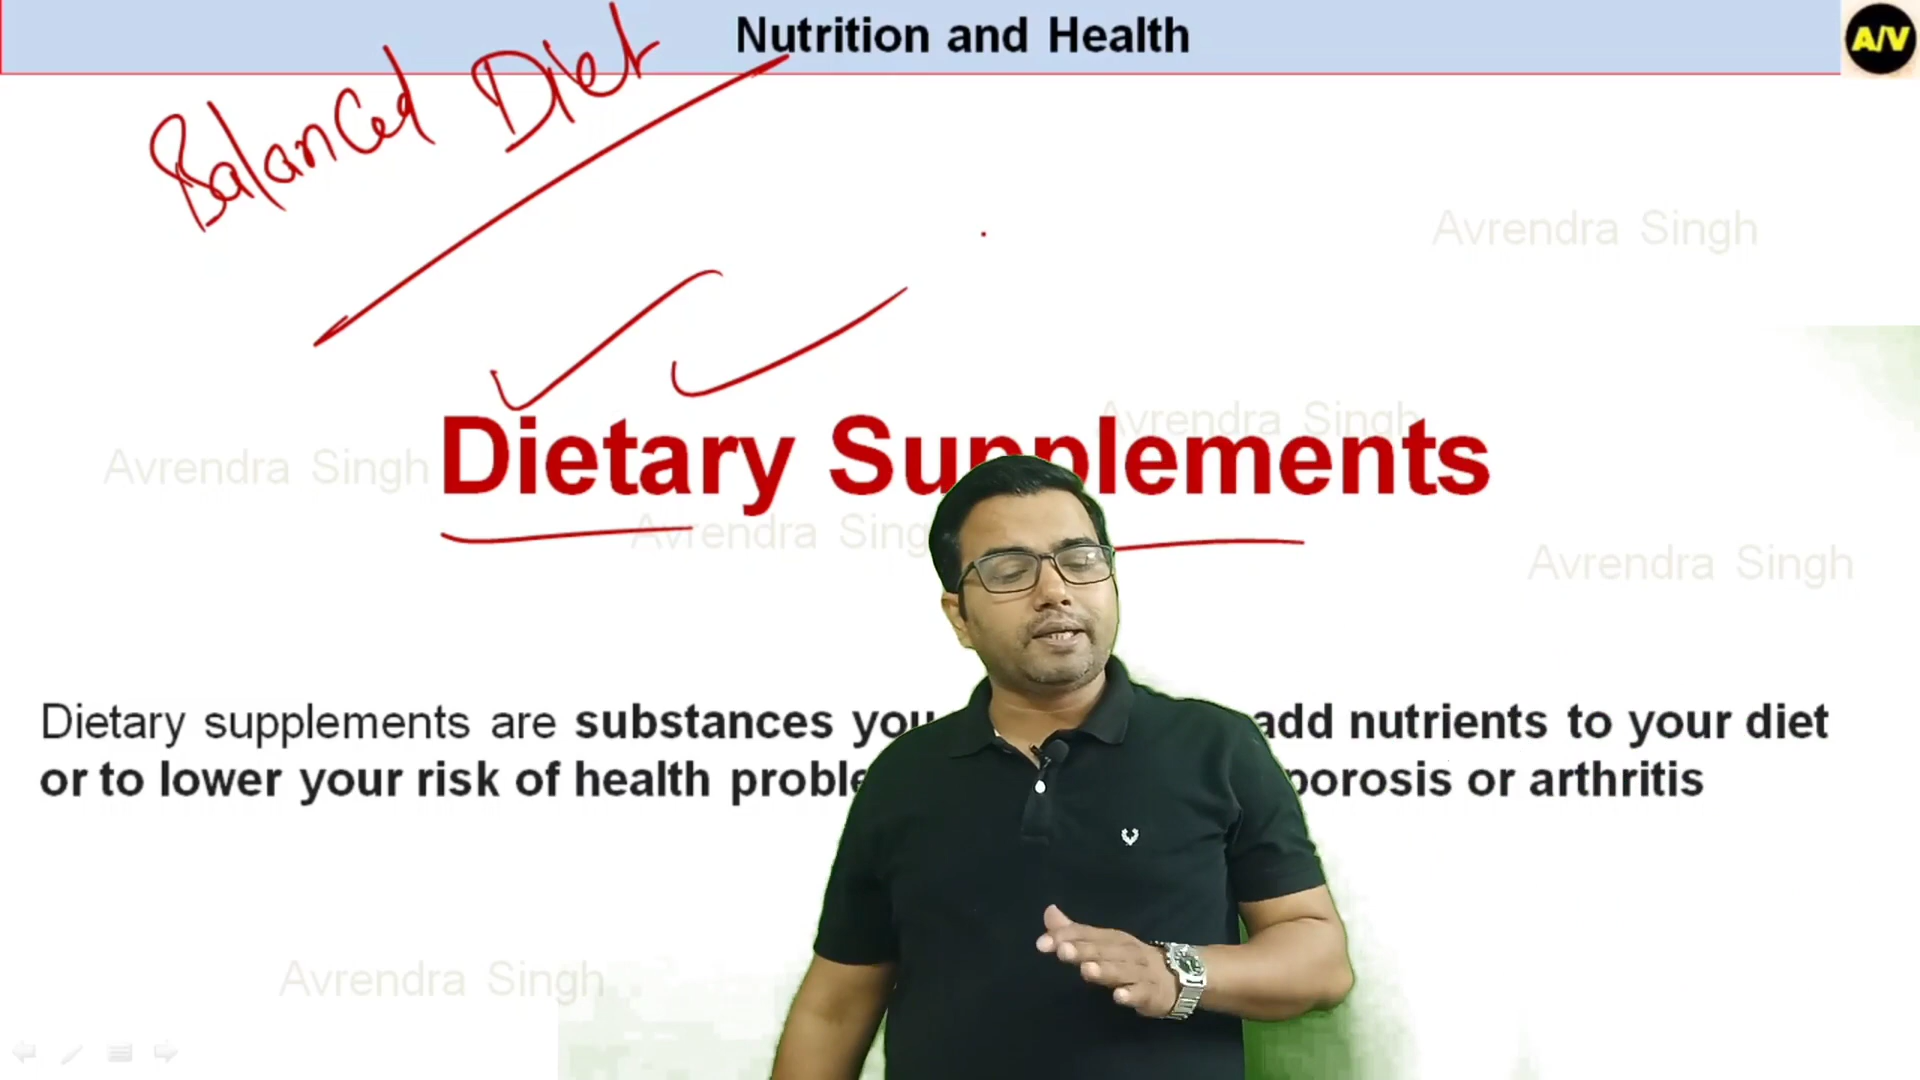 Nutrition and Health
A/V
Balanced Diet
Avrendra Singh
Avrendra Singh
Dietary Supplements
Avrendra Singh
Avrendra Sing
Avrendra Singh
Dietary supplements are substances you add nutrients to your diet
or to lower your risk of health proble porosis or arthritis
Avrendra Singh